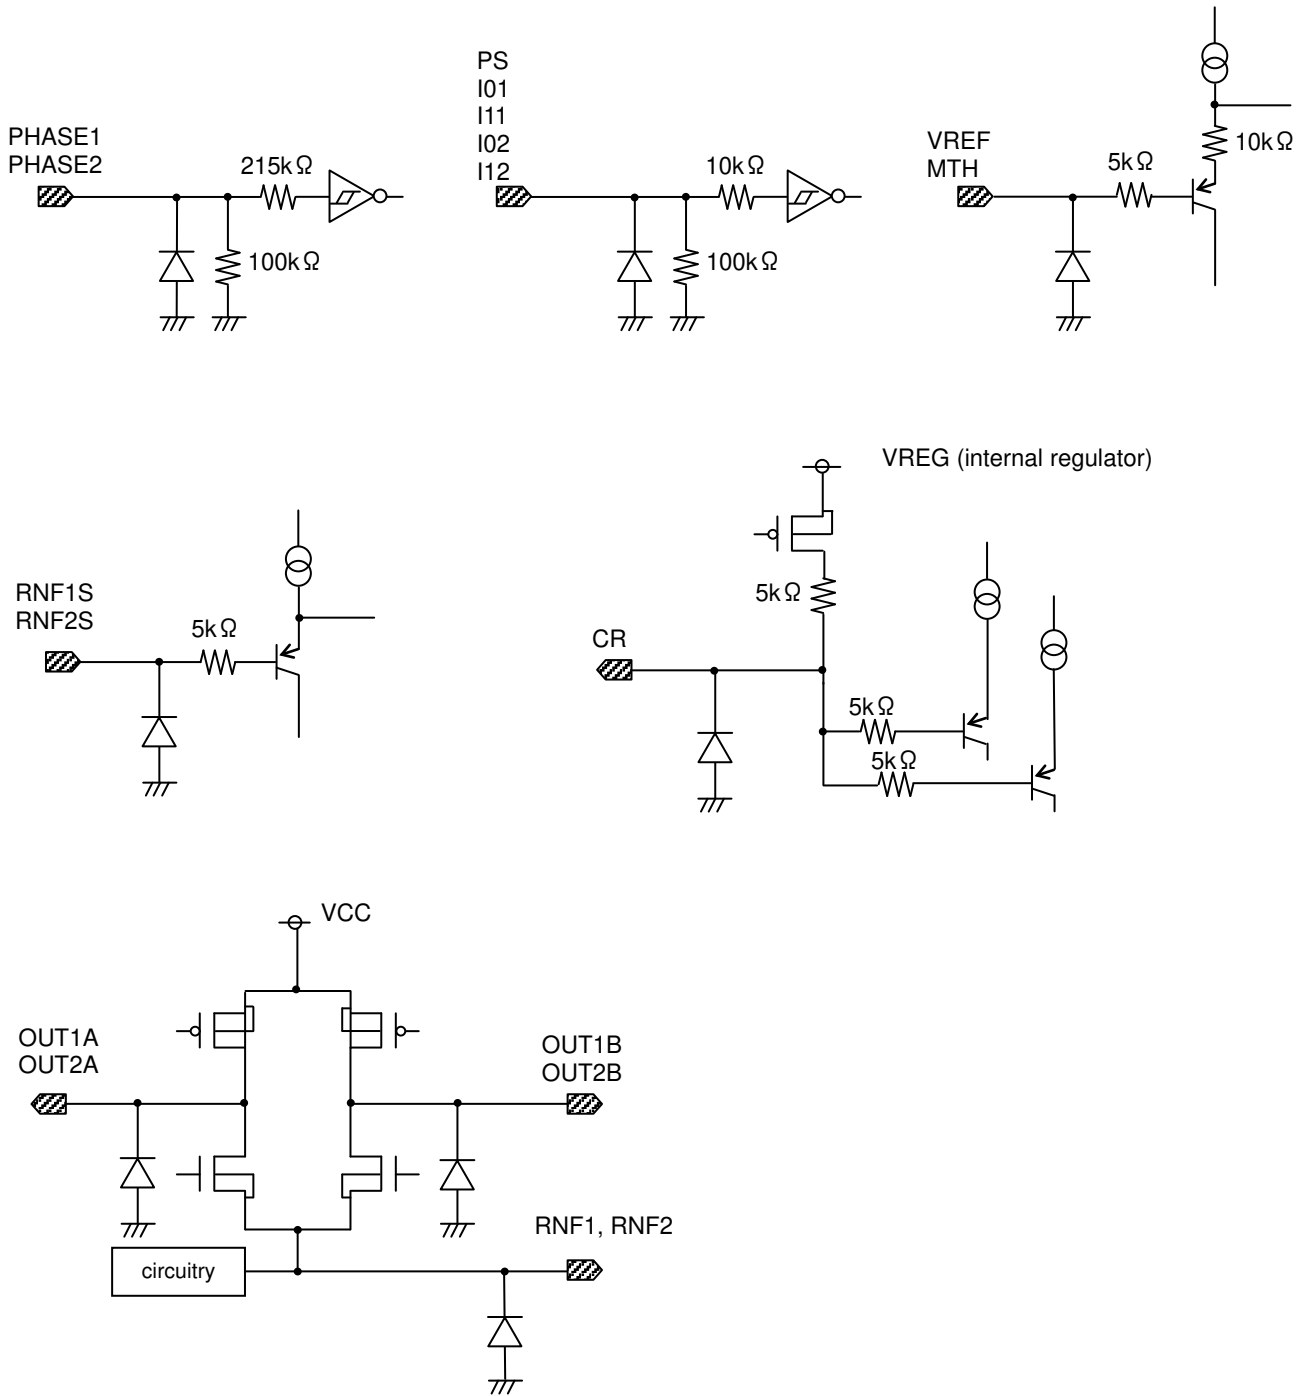 PHASE1
PHASE2
215kΩ
100kΩ
PS
I01
I11
I02
I12
10kΩ
100kΩ
VREF
MTH
5kΩ
10kΩ
RNF1S
RNF2S
5kΩ
VREG (internal regulator)
5kΩ
CR
5kΩ
5kΩ
VCC
OUT1A
OUT2A
OUT1B
OUT2B
RNF1, RNF2
circuitry